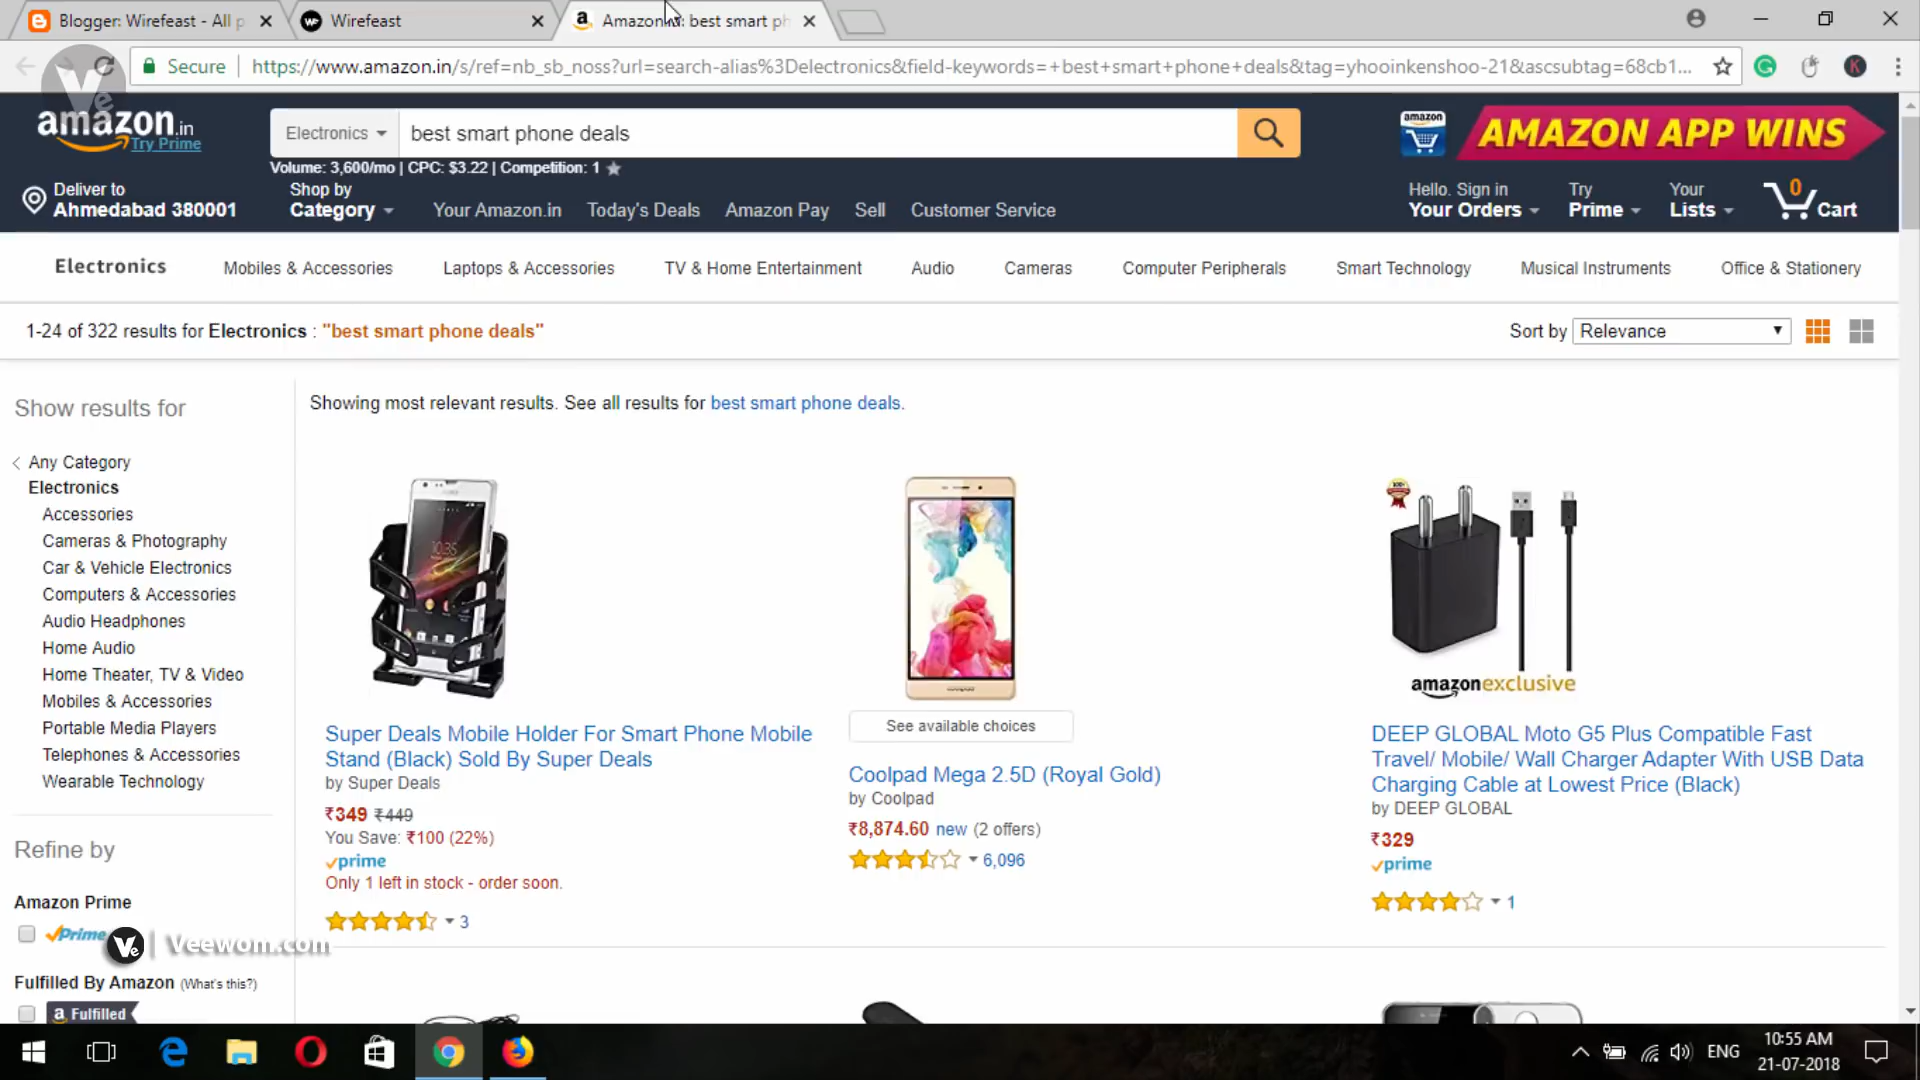 Blogger: Wirefeast - All p
Wirefeast
Amazon.in: best smart ph
Secure
https://www.amazon.in/s/ref=nb_sb_noss?url=search-alias%3Delectronics&field-keywords=+best+smart+phone+deals&tag=yhooinkenshoo-21&ascsubtag=68cb1...
amazon.in
Try Prime
Electronics
best smart phone deals
amazon
AMAZON APP WINS
Volume: 3,600/mo | CPC: $3.22 | Competition: 1
Deliver to
Ahmedabad 380001
Shop by
Category
Your Amazon.in
Today's Deals
Amazon Pay
Sell
Customer Service
Hello. Sign in
Your Orders
Try
Prime
Your
Lists
0
Cart
Electronics
Mobiles & Accessories
Laptops & Accessories
TV & Home Entertainment
Audio
Cameras
Computer Peripherals
Smart Technology
Musical Instruments
Office & Stationery
1-24 of 322 results for Electronics : "best smart phone deals"
Sort by
Relevance
Show results for
Any Category
Electronics
Accessories
Cameras & Photography
Car & Vehicle Electronics
Computers & Accessories
Audio Headphones
Home Audio
Home Theater, TV & Video
Mobiles & Accessories
Portable Media Players
Telephones & Accessories
Wearable Technology
Refine by
Amazon Prime
Prime
Ve | Veewom.com
Fulfilled By Amazon (What's this?)
a Fulfilled
Showing most relevant results. See all results for best smart phone deals.
Super Deals Mobile Holder For Smart Phone Mobile
Stand (Black) Sold By Super Deals
by Super Deals
₹349 ₹449
You Save: ₹100 (22%)
prime
Only 1 left in stock - order soon.
3
coolpad
See available choices
Coolpad Mega 2.5D (Royal Gold)
by Coolpad
₹8,874.60 new (2 offers)
6,096
amazonexclusive
DEEP GLOBAL Moto G5 Plus Compatible Fast
Travel/ Mobile/ Wall Charger Adapter With USB Data
Charging Cable at Lowest Price (Black)
by DEEP GLOBAL
₹329
prime
1
ENG
10:55 AM
21-07-2018